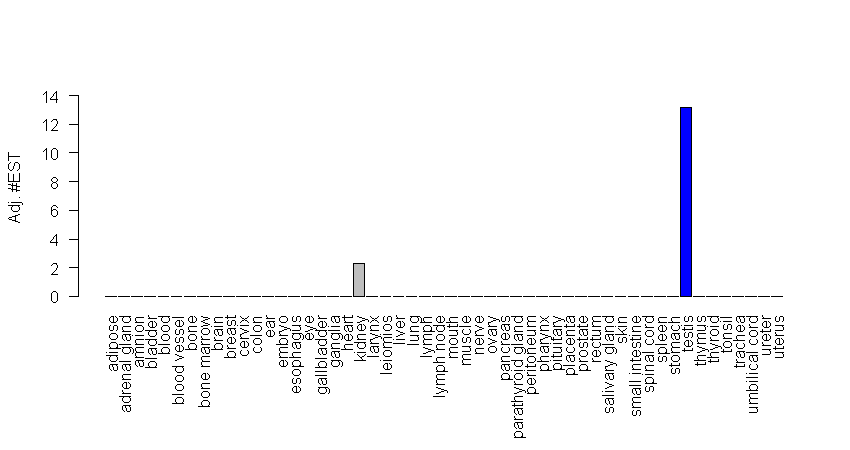 Adj. #EST
14
12
10
8
6
4
2
0
adipose
adrenal gland
amnion
bladder
blood
blood vessel
bone
bone marrow
brain
breast
cervix
colon
ear
embryo
esophagus
eye
gallbladder
ganglia
heart
kidney
larynx
leiomios
liver
lung
lymph
lymph node
mouth
muscle
nerve
ovary
pancreas
parathyroid gland
peritoneum
pharynx
pituitary
placenta
prostate
rectum
salivary gland
skin
small intestine
spinal cord
spleen
stomach
testis
thymus
thyroid
tonsil
trachea
umbilical cord
ureter
uterus